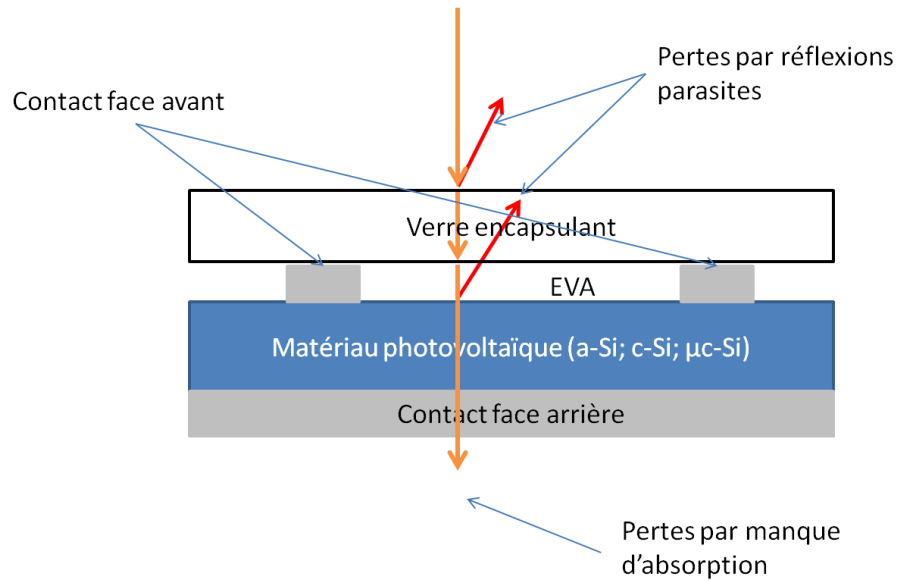 Pertes par réflexions
parasites
Contact face avant
Verre encapsulant
EVA
Matériau photovoltaïque (a-Si; c-Si; µc-Si)
Contact face arrière
Pertes par manque
d'absorption